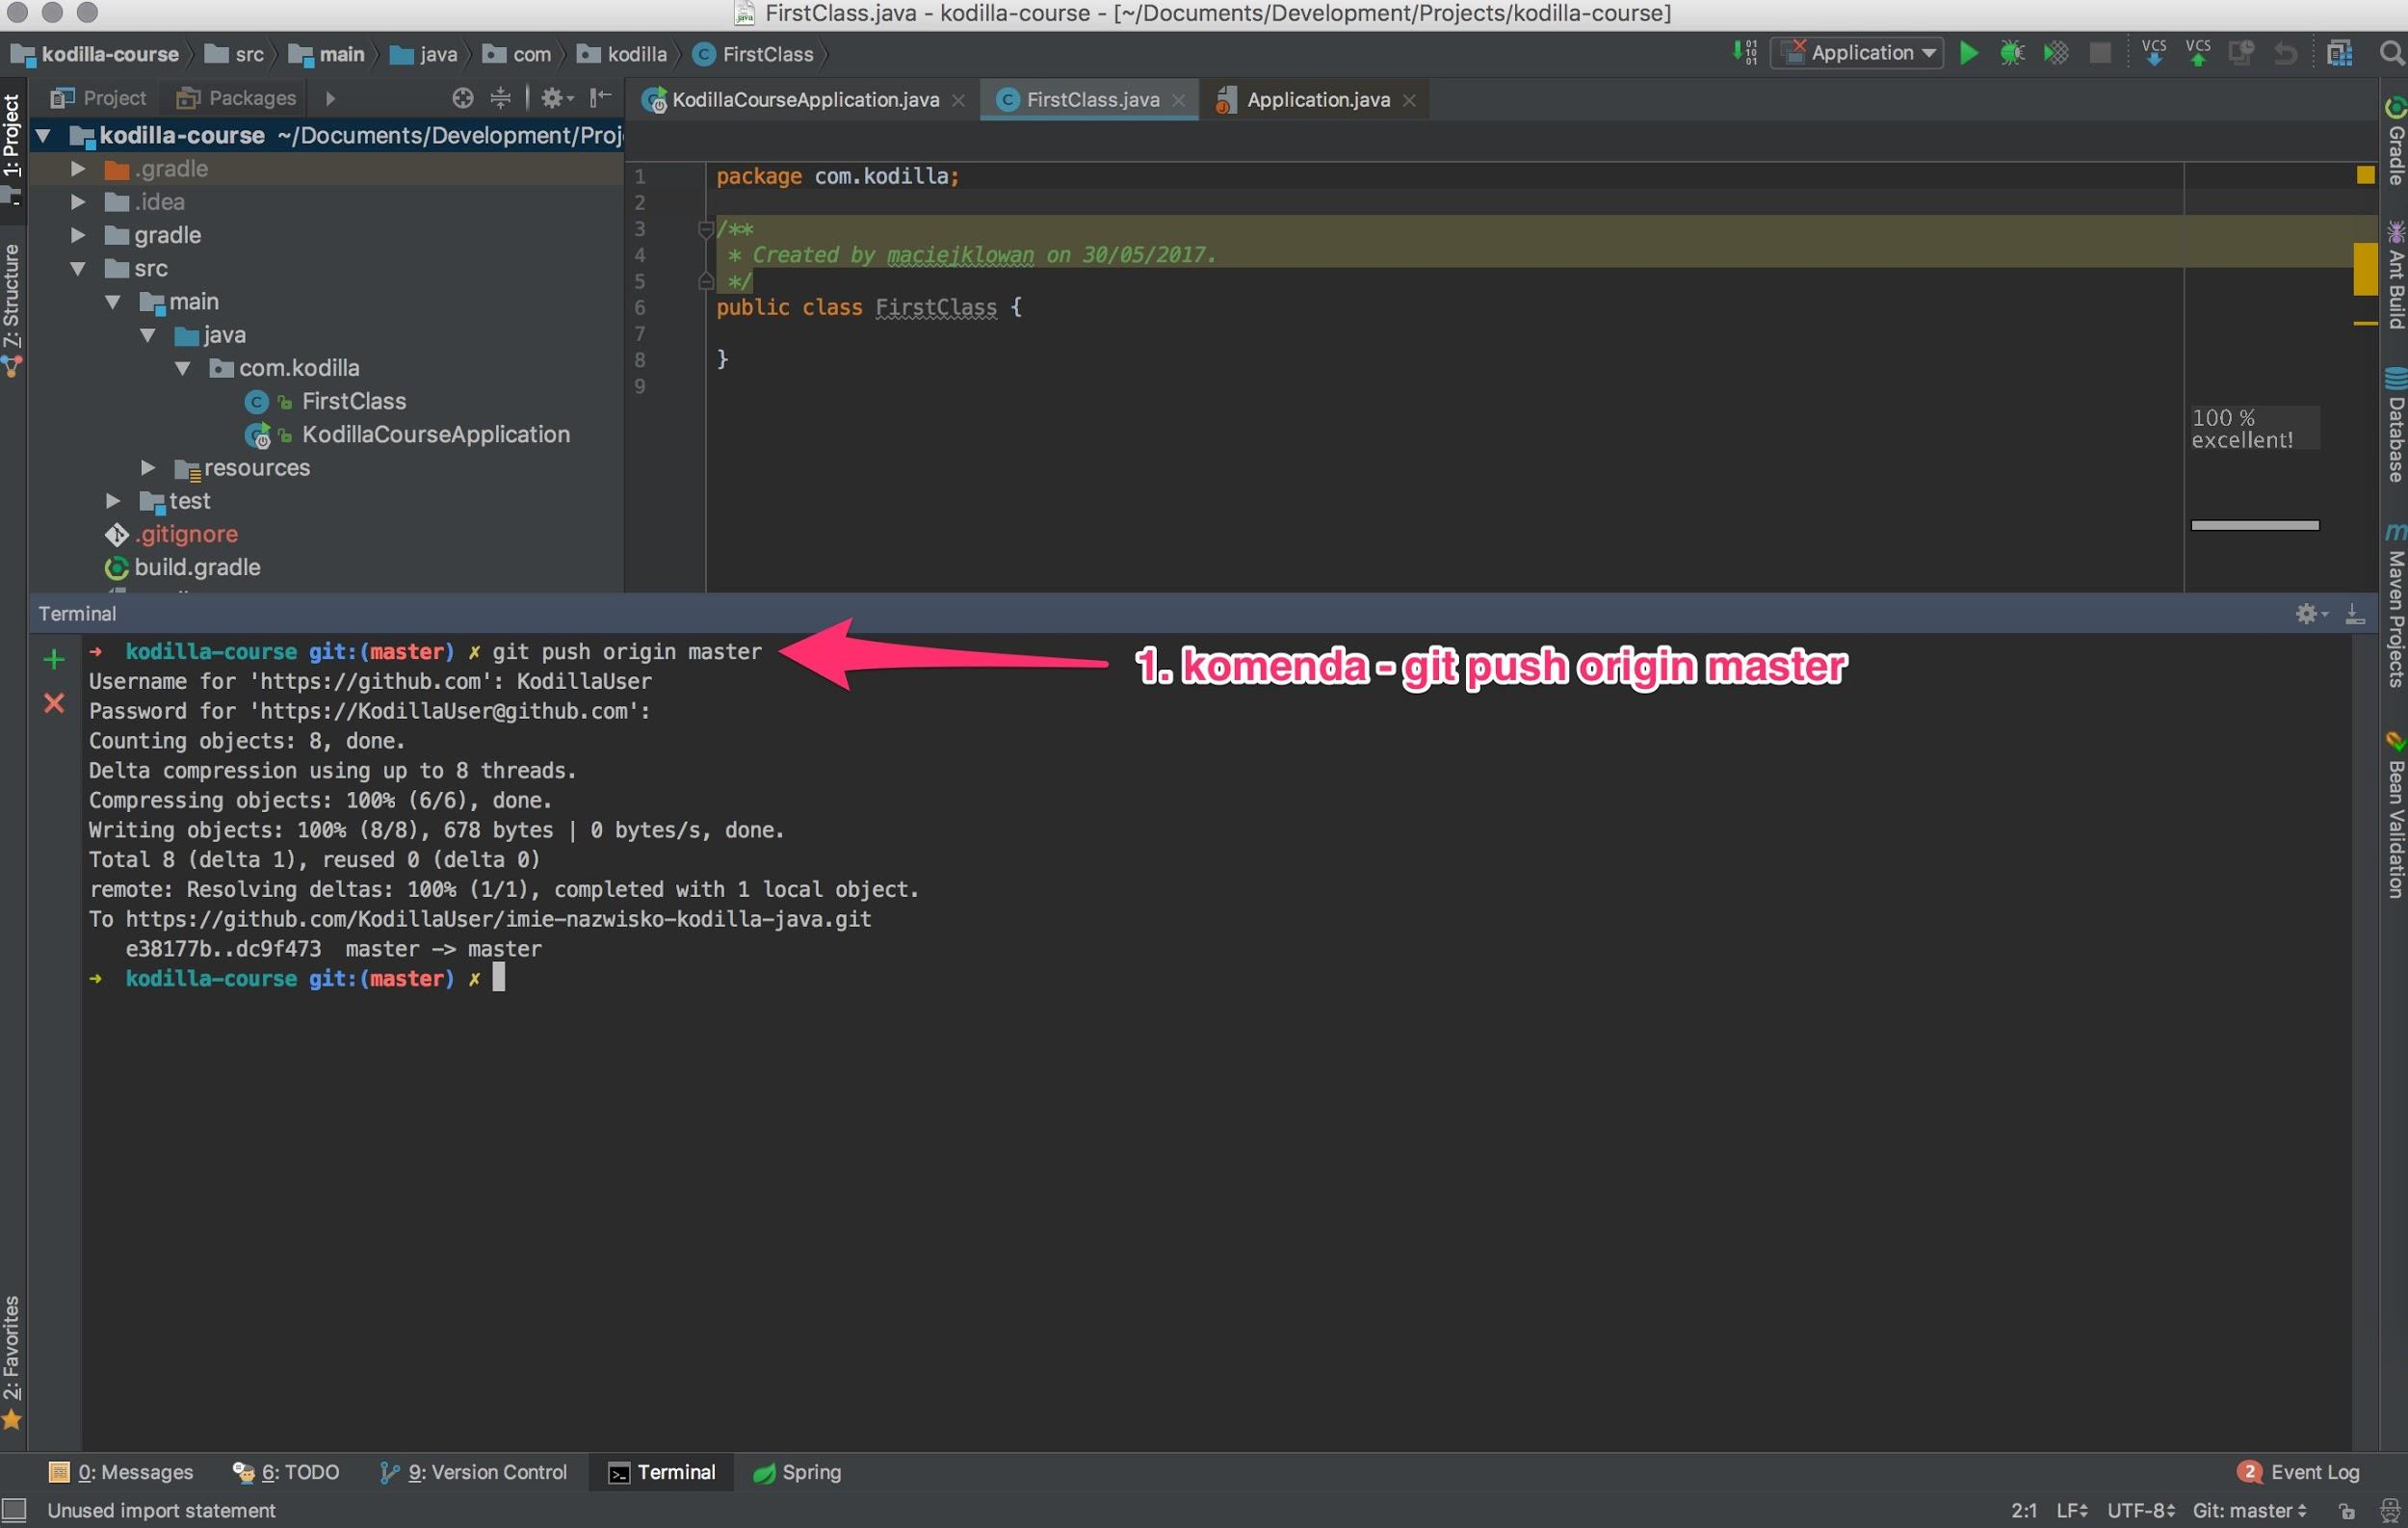 FirstClass.java - kodilla-course - [~/Documents/Development/Projects/kodilla-course]
kodilla-course src main java com kodilla FirstClass
Application VCS VCS
Project Packages
KodillaCourseApplication.java FirstClass.java Application.java
1: Project
7: Structure
2: Favorites
kodilla-course ~/Documents/Development/Proj
.gradle
.idea
gradle
src
main
java
com.kodilla
FirstClass
KodillaCourseApplication
resources
test
.gitignore
build.gradle
1 package com.kodilla;
2
3 /**
4 * Created by maciejklowan on 30/05/2017.
5 */
6 public class FirstClass {
7
8 }
9
100 %
excellent!
Gradle
Ant Build
Database
Maven Projects
Bean Validation
Terminal
➜ kodilla-course git:(master) ✗ git push origin master
1. komenda - git push origin master
Username for 'https://github.com': KodillaUser
Password for 'https://KodillaUser@github.com':
Counting objects: 8, done.
Delta compression using up to 8 threads.
Compressing objects: 100% (6/6), done.
Writing objects: 100% (8/8), 678 bytes | 0 bytes/s, done.
Total 8 (delta 1), reused 0 (delta 0)
remote: Resolving deltas: 100% (1/1), completed with 1 local object.
To https://github.com/KodillaUser/imie-nazwisko-kodilla-java.git
e38177b..dc9f473 master -> master
➜ kodilla-course git:(master) ✗
0: Messages 6: TODO 9: Version Control Terminal Spring 2 Event Log
Unused import statement 2:1 LF UTF-8 Git: master